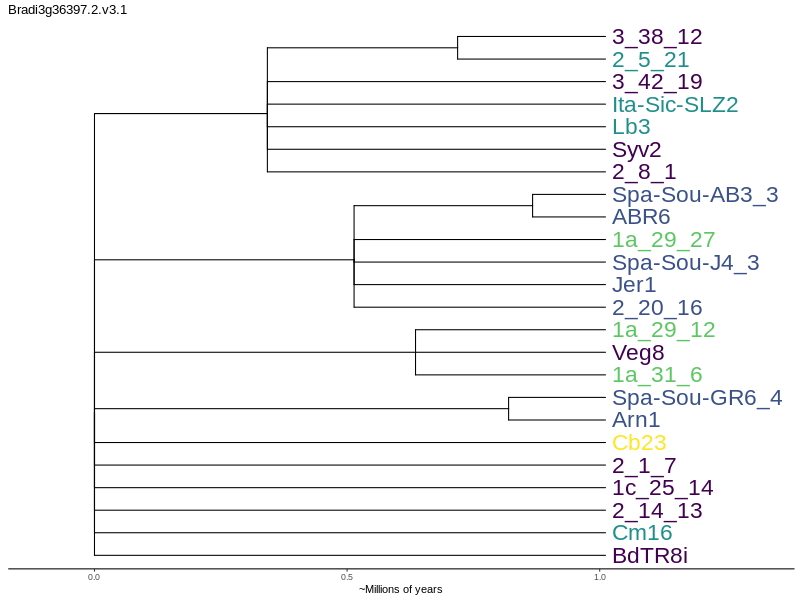 Bradi3g36397.2.v3.1
3_38_12
2_5_21
3_42_19
Ita-Sic-SLZ2
Lb3
Syv2
2_8_1
Spa-Sou-AB3_3
ABR6
1a_29_27
Spa-Sou-J4_3
Jer1
2_20_16
1a_29_12
Veg8
1a_31_6
Spa-Sou-GR6_4
Arn1
Cb23
2_1_7
1c_25_14
2_14_13
Cm16
BdTR8i
0.0 0.5 1.0
~Millions of years